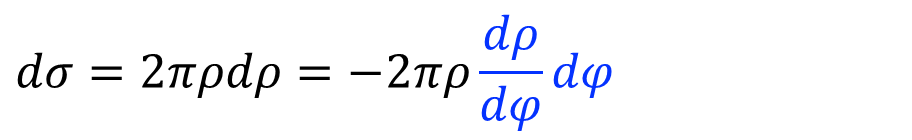 dσ = 2πρdρ = −2πρ dρ/dφ dφ